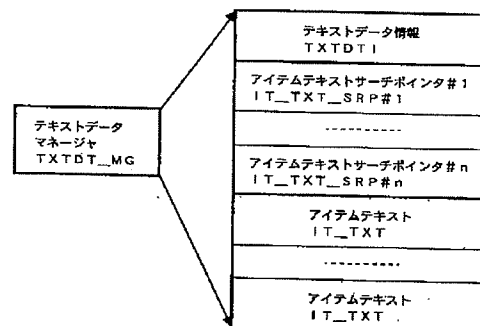 テキストデータ
マネージャ
TXTDT_MG
テキストデータ情報
TXTDTI
アイテムテキストサーチポインタ#1
IT_TXT_SRP#1
----------
アイテムテキストサーチポインタ#n
IT_TXT_SRP#n
アイテムテキスト
IT_TXT
----------
アイテムテキスト
IT_TXT